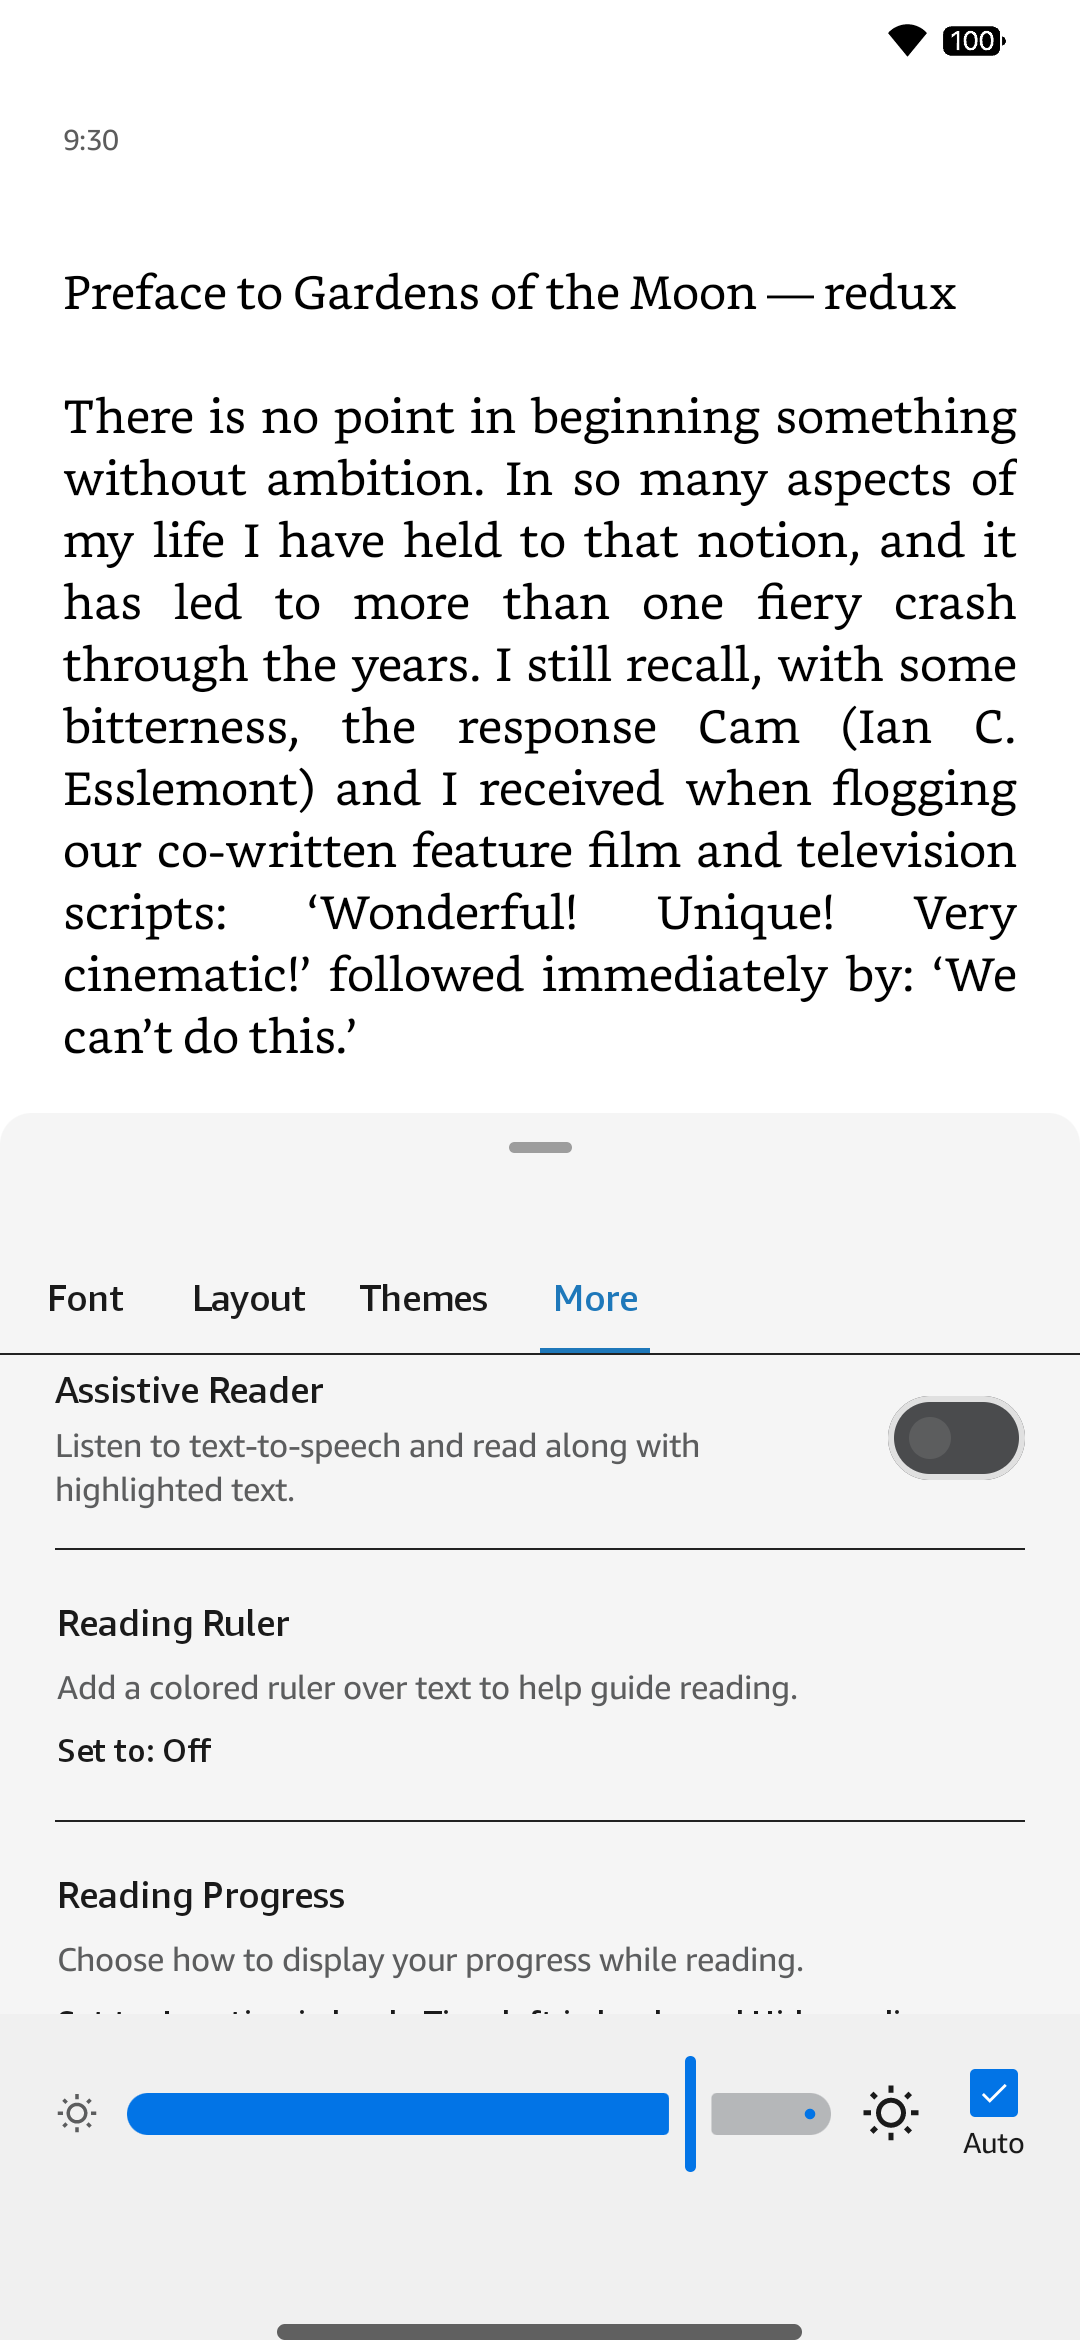 100
9:30
Preface to Gardens of the Moon — redux
There is no point in beginning something
without ambition. In so many aspects of
my life I have held to that notion, and it
has led to more than one fiery crash
through the years. I still recall, with some
bitterness, the response Cam (Ian C.
Esslemont) and I received when flogging
our co-written feature film and television
scripts: ‘Wonderful! Unique! Very
cinematic!’ followed immediately by: ‘We
can’t do this.’
Font Layout Themes More
Assistive Reader
Listen to text-to-speech and read along with
highlighted text.
Reading Ruler
Add a colored ruler over text to help guide reading.
Set to: Off
Reading Progress
Choose how to display your progress while reading.
Auto